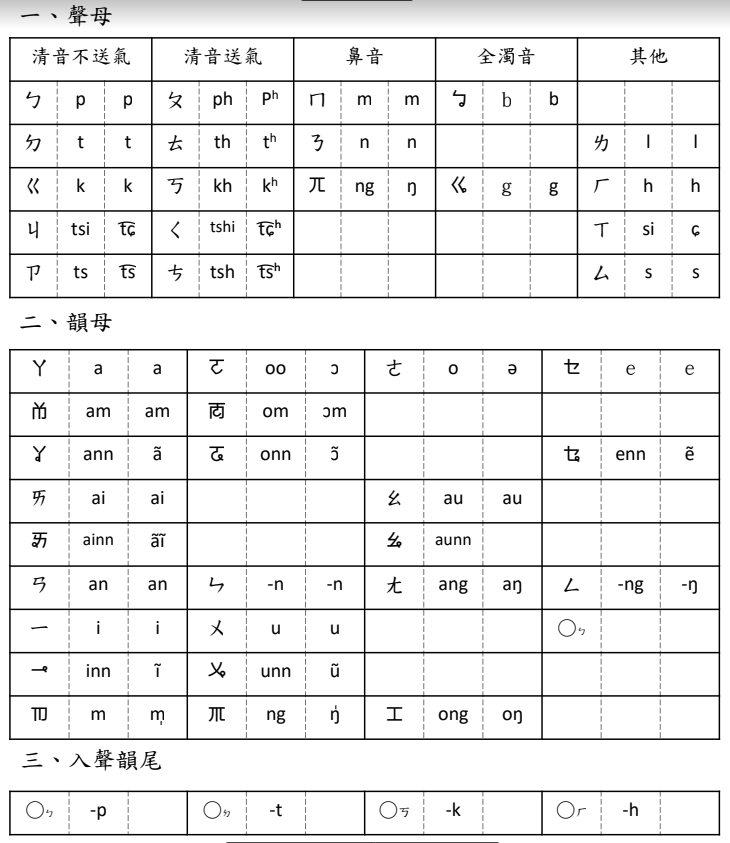 一、聲母
清音不送氣 清音送氣 鼻音 全濁音 其他
ㄅ p p ㄆ ph Pʰ ㄇ m m ㆠ b b
ㄉ t t ㄊ th tʰ ㄋ n n ㄌ l l
ㄍ k k ㄎ kh kʰ ㄫ ng ŋ ㆣ g g ㄏ h h
ㄐ tsi t͡ɕ ㄑ tshi t͡ɕʰ ㄒ si ɕ
ㄗ ts t͡s ㄘ tsh t͡sʰ ㄙ s s
二、韻母
ㄚ a a ㆦ oo ɔ ㄜ o ə ㆤ e e
ㆰ am am ㆱ om ɔm
ㆩ ann ã ㆧ onn ɔ̃ ㆥ enn ẽ
ㄞ ai ai ㄠ au au
ㆮ ainn ãĩ ㆯ aunn
ㄢ an an ㄣ -n -n ㄤ ang aŋ ㄥ -ng -ŋ
ㄧ i i ㄨ u u ○ㄅ
ㆪ inn ĩ ㆫ unn ũ
ㆬ m m̩ ㆭ ng ŋ̍ ㆲ ong oŋ
三、入聲韻尾
○ㄅ -p ○ㄉ -t ○ㄎ -k ○ㄏ -h